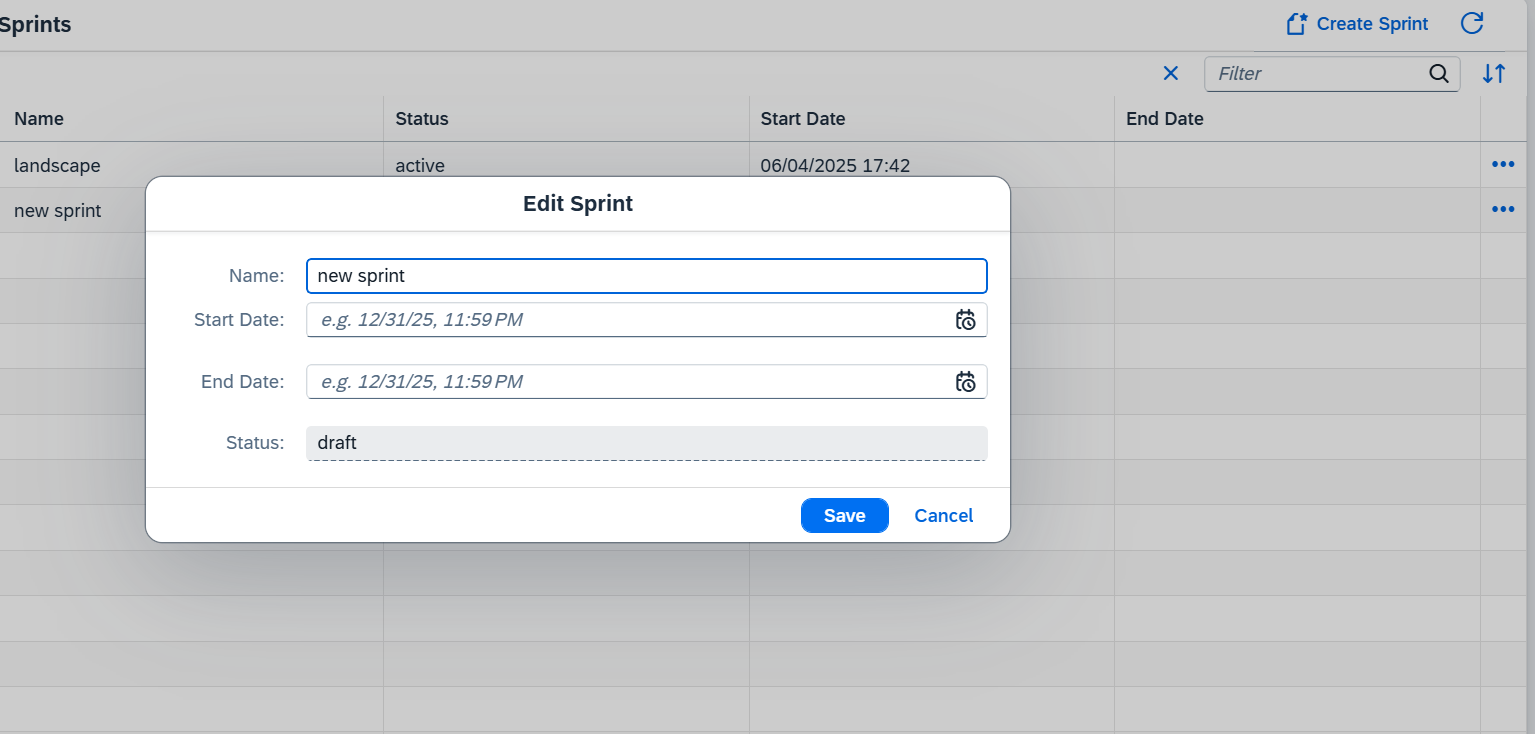 Sprints
Create Sprint
Filter
Name Status Start Date End Date
landscape active 06/04/2025 17:42
new sprint
Edit Sprint
Name: new sprint
Start Date: e.g. 12/31/25, 11:59 PM
End Date: e.g. 12/31/25, 11:59 PM
Status: draft
Save Cancel